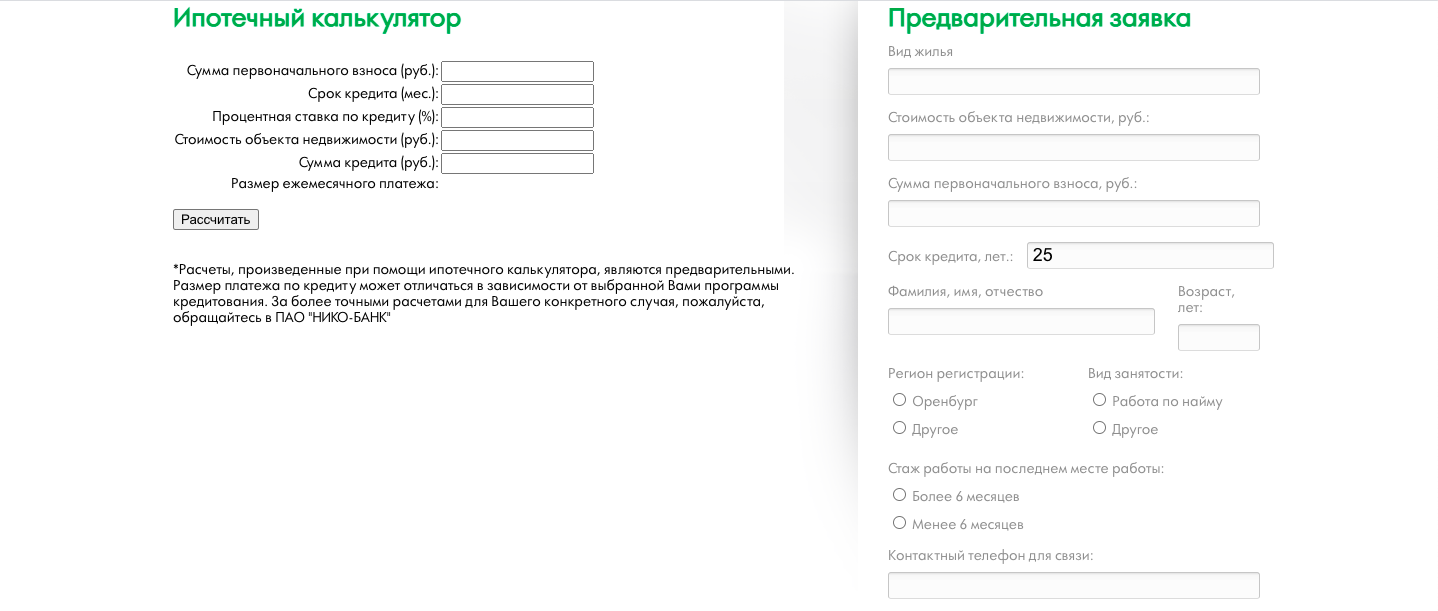 Ипотечный калькулятор
Сумма первоначального взноса (руб.):
Срок кредита (мес.):
Процентная ставка по кредиту (%):
Стоимость объекта недвижимости (руб.):
Сумма кредита (руб.):
Размер ежемесячного платежа:
Рассчитать
*Расчеты, произведенные при помощи ипотечного калькулятора, являются предварительными.
Размер платежа по кредиту может отличаться в зависимости от выбранной Вами программы
кредитования. За более точными расчетами для Вашего конкретного случая, пожалуйста,
обращайтесь в ПАО "НИКО-БАНК"
Предварительная заявка
Вид жилья
Стоимость объекта недвижимости, руб.:
Сумма первоначального взноса, руб.:
Срок кредита, лет.: 25
Фамилия, имя, отчество
Возраст,
лет:
Регион регистрации:
Оренбург
Другое
Вид занятости:
Работа по найму
Другое
Стаж работы на последнем месте работы:
Более 6 месяцев
Менее 6 месяцев
Контактный телефон для связи: